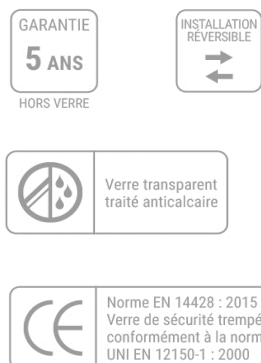 GARANTIE
5 ANS
HORS VERRE
INSTALLATION
RÉVERSIBLE
Verre transparent
traité anticalcaire
CE
Norme EN 14428 : 2015
Verre de sécurité trempé
conformément à la norm
UNI EN 12150-1 : 2000